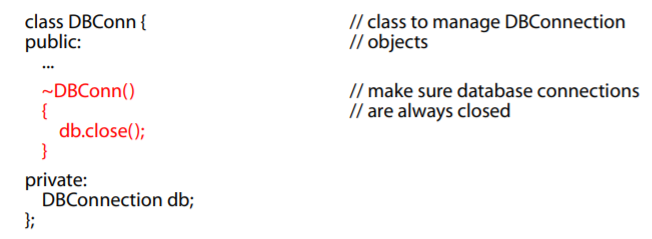 class DBConn { // class to manage DBConnection
public: // objects
...
~DBConn() // make sure database connections
{ // are always closed
db.close();
}
private:
DBConnection db;
};